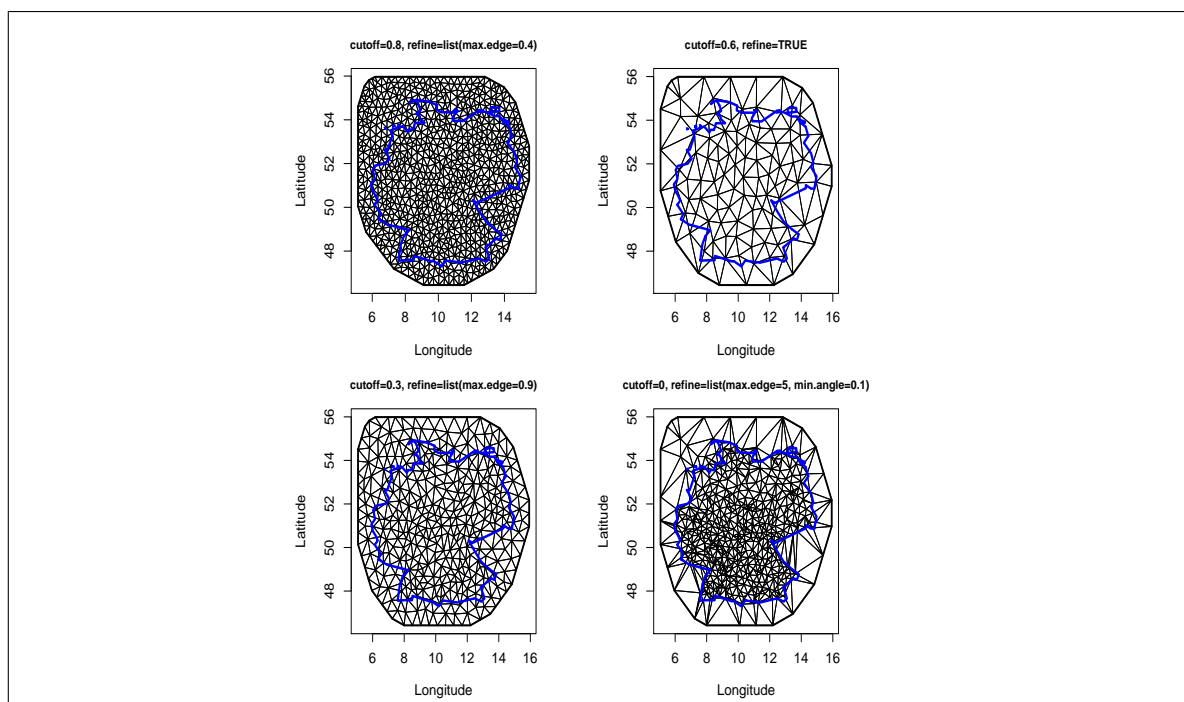 cutoff=0.8, refine=list(max.edge=0.4)
Latitude
56
54
52
50
48
6 8 10 12 14
Longitude
cutoff=0.6, refine=TRUE
Latitude
56
54
52
50
48
6 8 10 12 14 16
Longitude
cutoff=0.3, refine=list(max.edge=0.9)
Latitude
56
54
52
50
48
6 8 10 12 14 16
Longitude
cutoff=0, refine=list(max.edge=5, min.angle=0.1)
Latitude
56
54
52
50
48
6 8 10 12 14 16
Longitude